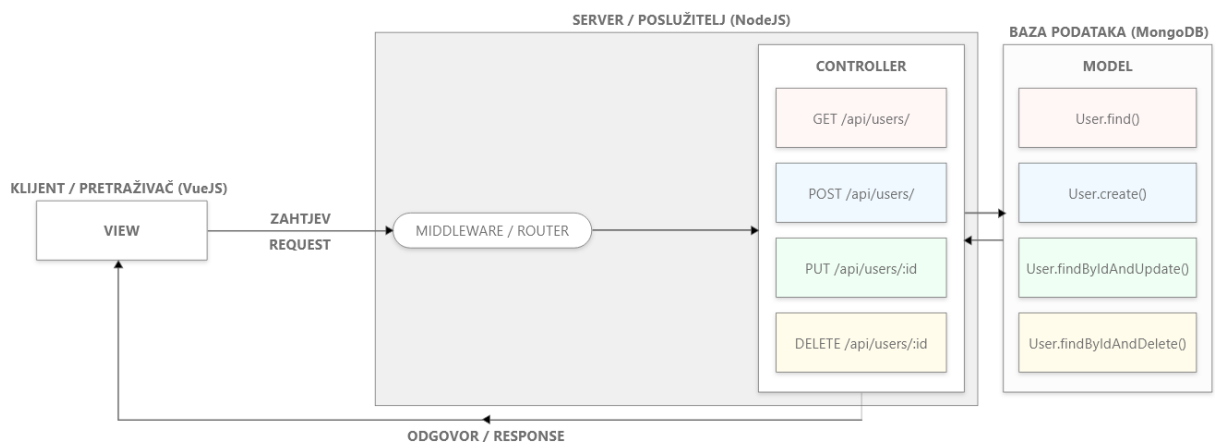 SERVER / POSLUŽITELJ (NodeJS)
BAZA PODATAKA (MongoDB)
CONTROLLER
MODEL
GET /api/users/
User.find()
POST /api/users/
User.create()
KLIJENT / PRETRAŽIVAČ (VueJS)
VIEW
ZAHTJEV
REQUEST
MIDDLEWARE / ROUTER
PUT /api/users/:id
User.findByIdAndUpdate()
DELETE /api/users/:id
User.findByIdAndDelete()
ODGOVOR / RESPONSE